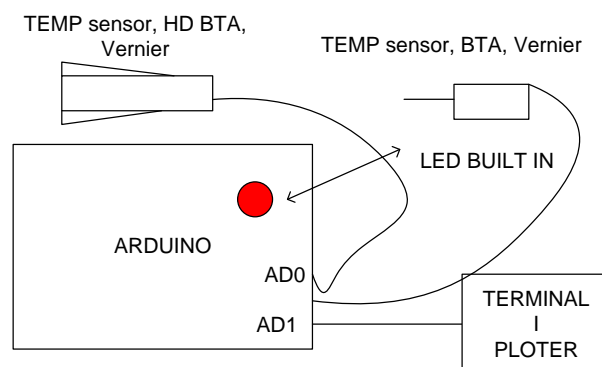 TEMP sensor, HD BTA,
Vernier
TEMP sensor, BTA, Vernier
LED BUILT IN
ARDUINO
AD0
AD1
TERMINAL
I
PLOTER